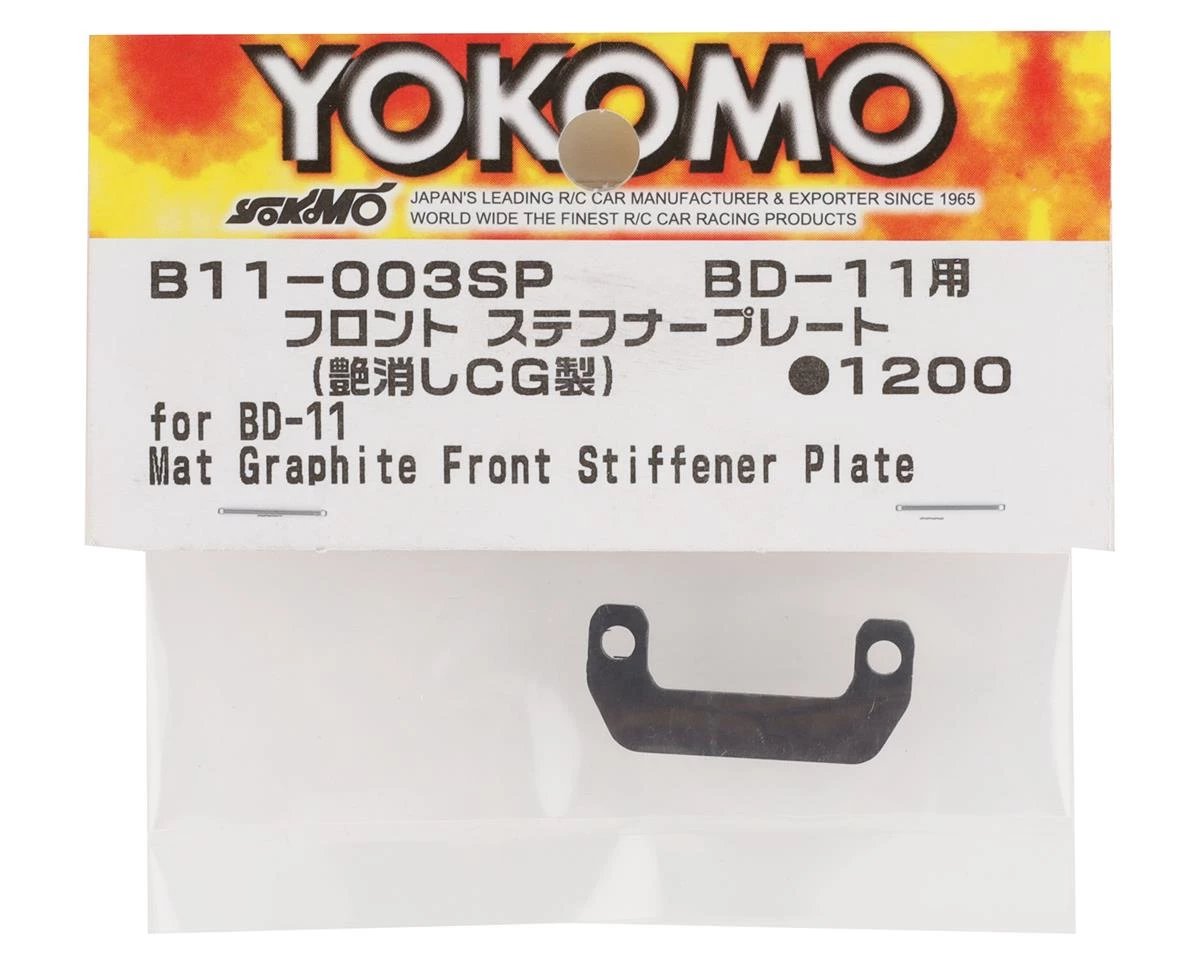 YOKOMO
YOKOMO JAPAN'S LEADING R/C CAR MANUFACTURER & EXPORTER SINCE 1965
WORLD WIDE THE FINEST R/C CAR RACING PRODUCTS
B11-003SP BD-11用
フロント ステフナープレート
(艶消しCG製) ●1200
for BD-11
Mat Graphite Front Stiffener Plate